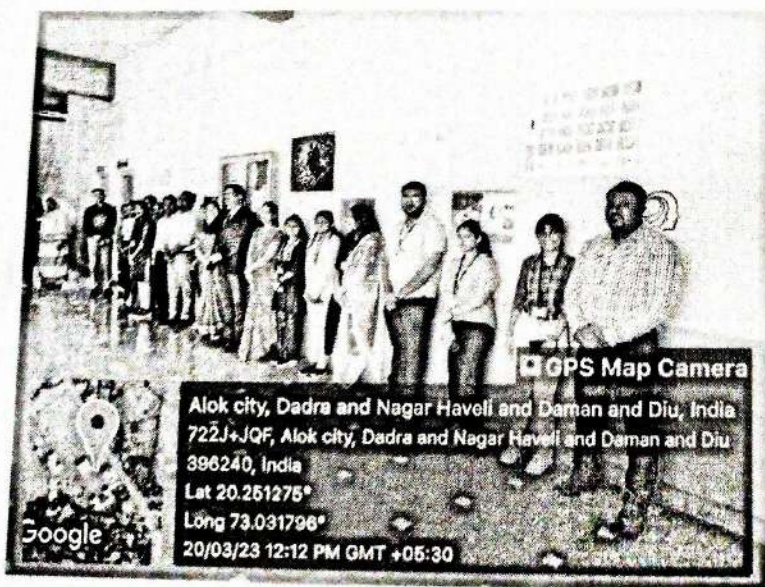 GPS Map Camera
Alok city, Dadra and Nagar Haveli and Daman and Diu, India
722J+JQF, Alok city, Dadra and Nagar Haveli and Daman and Diu
396240, India
Lat 20.251275°
Long 73.031796°
20/03/23 12:12 PM GMT +05:30
Google